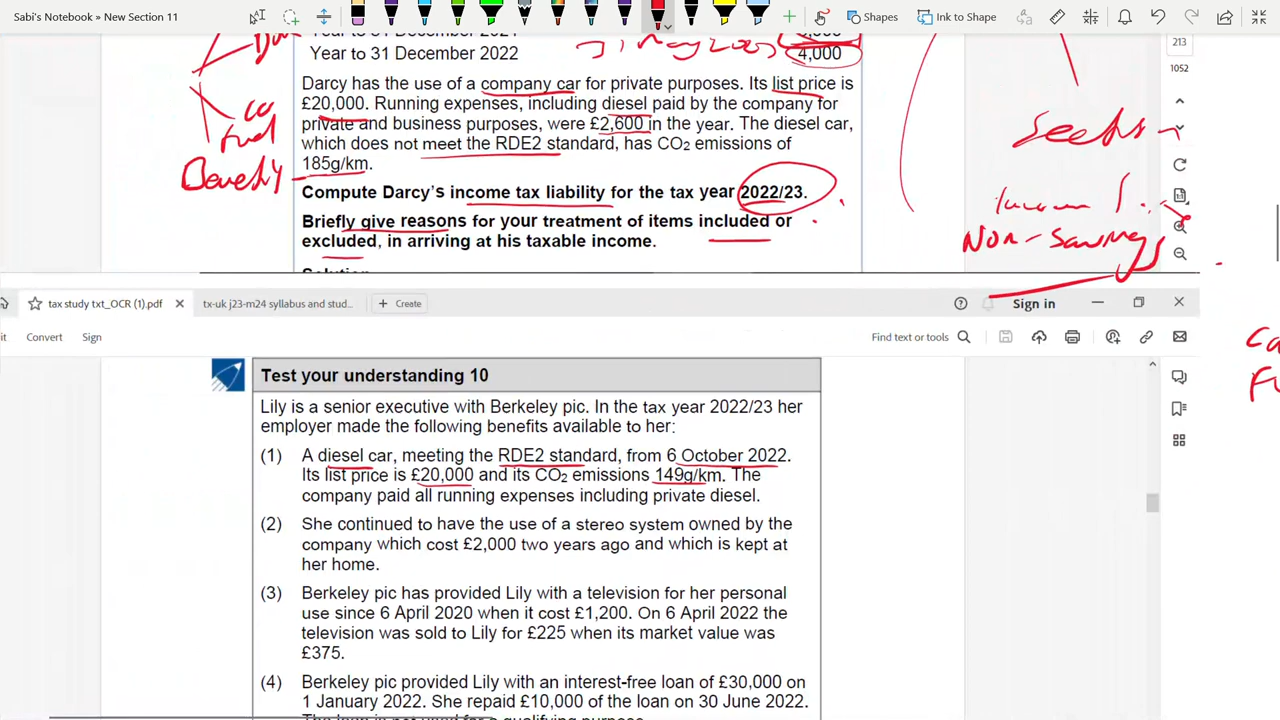 Sabi's Notebook » New Section 11
Shapes
Ink to Shape
213
1052
Year to 31 December 2022
4,000
Darcy has the use of a company car for private purposes. Its list price is
£20,000. Running expenses, including diesel paid by the company for
private and business purposes, were £2,600 in the year. The diesel car,
which does not meet the RDE2 standard, has CO2 emissions of
185g/km.
Compute Darcy's income tax liability for the tax year 2022/23.
Briefly give reasons for your treatment of items included or
excluded, in arriving at his taxable income.
Solution
Fuel
Non-Savings
tax study txt_OCR (1).pdf
tx-uk j23-m24 syllabus and stud...
Create
Sign in
Convert
Sign
Find text or tools
Test your understanding 10
Lily is a senior executive with Berkeley pic. In the tax year 2022/23 her
employer made the following benefits available to her:
(1) A diesel car, meeting the RDE2 standard, from 6 October 2022.
Its list price is £20,000 and its CO2 emissions 149g/km. The
company paid all running expenses including private diesel.
(2) She continued to have the use of a stereo system owned by the
company which cost £2,000 two years ago and which is kept at
her home.
(3) Berkeley pic has provided Lily with a television for her personal
use since 6 April 2020 when it cost £1,200. On 6 April 2022 the
television was sold to Lily for £225 when its market value was
£375.
(4) Berkeley pic provided Lily with an interest-free loan of £30,000 on
1 January 2022. She repaid £10,000 of the loan on 30 June 2022.